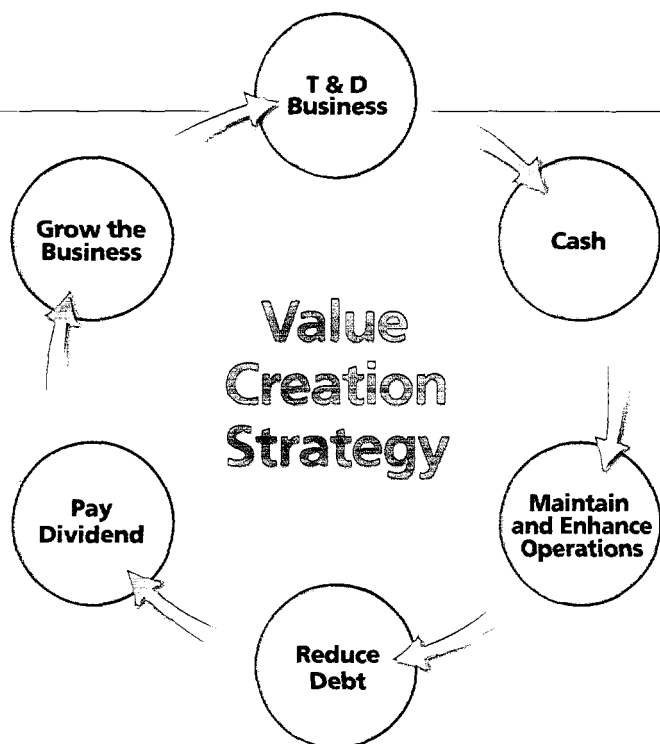 T & D
Business
Cash
Maintain
and Enhance
Operations
Reduce
Debt
Pay
Dividend
Grow the
Business
Value
Creation
Strategy